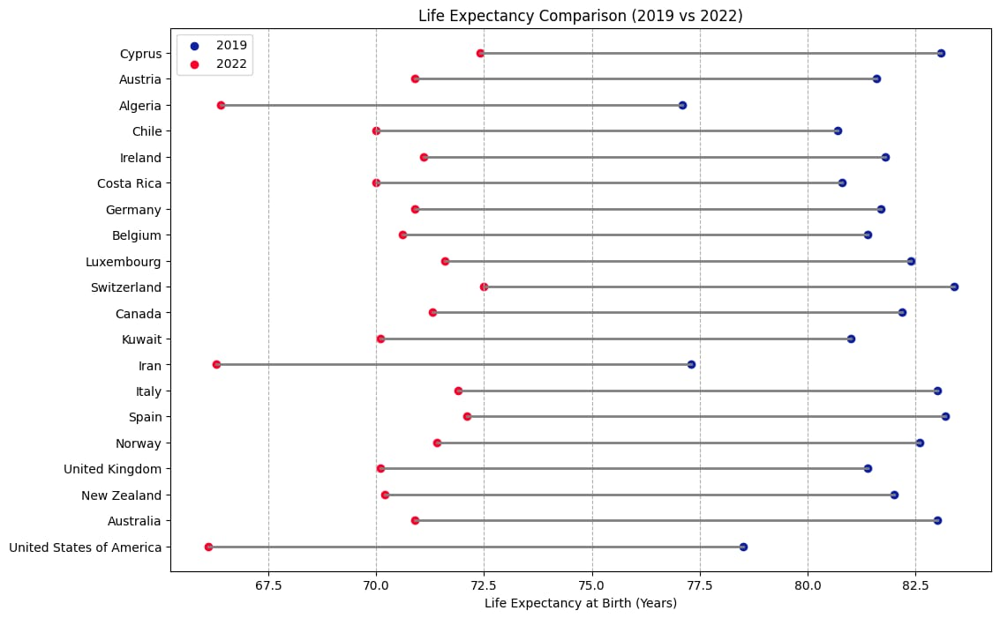 Life Expectancy Comparison (2019 vs 2022)
2019
2022
Cyprus
Austria
Algeria
Chile
Ireland
Costa Rica
Germany
Belgium
Luxembourg
Switzerland
Canada
Kuwait
Iran
Italy
Spain
Norway
United Kingdom
New Zealand
Australia
United States of America
67.5 70.0 72.5 75.0 77.5 80.0 82.5
Life Expectancy at Birth (Years)